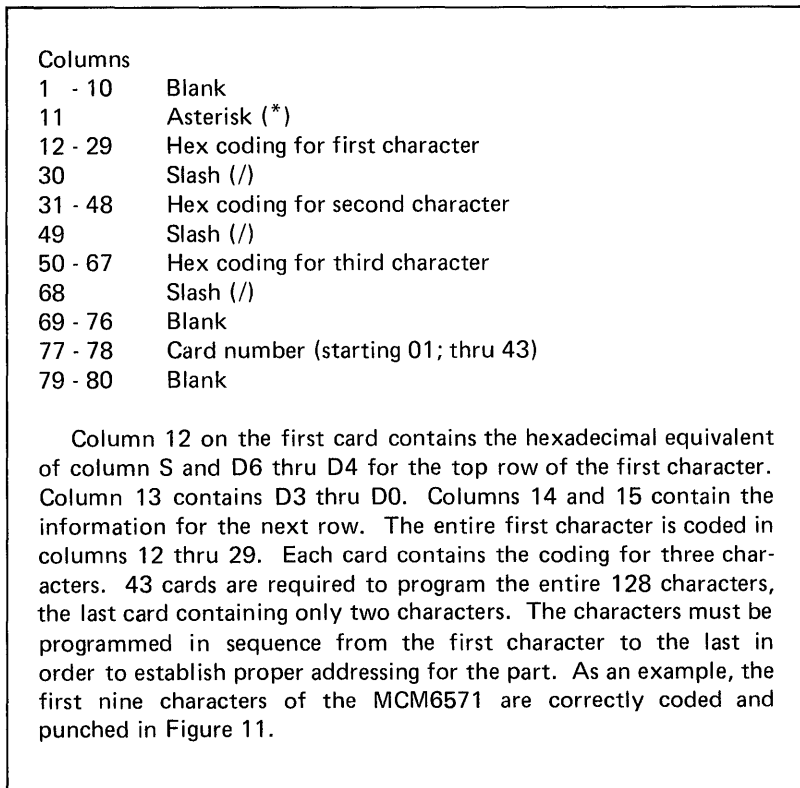 Columns
1 - 10 Blank
11 Asterisk (*)
12 - 29 Hex coding for first character
30 Slash (/)
31 - 48 Hex coding for second character
49 Slash (/)
50 - 67 Hex coding for third character
68 Slash (/)
69 - 76 Blank
77 - 78 Card number (starting 01; thru 43)
79 - 80 Blank
Column 12 on the first card contains the hexadecimal equivalent
of column S and D6 thru D4 for the top row of the first character.
Column 13 contains D3 thru D0. Columns 14 and 15 contain the
information for the next row. The entire first character is coded in
columns 12 thru 29. Each card contains the coding for three char-
acters. 43 cards are required to program the entire 128 characters,
the last card containing only two characters. The characters must be
programmed in sequence from the first character to the last in
order to establish proper addressing for the part. As an example, the
first nine characters of the MCM6571 are correctly coded and
punched in Figure 11.